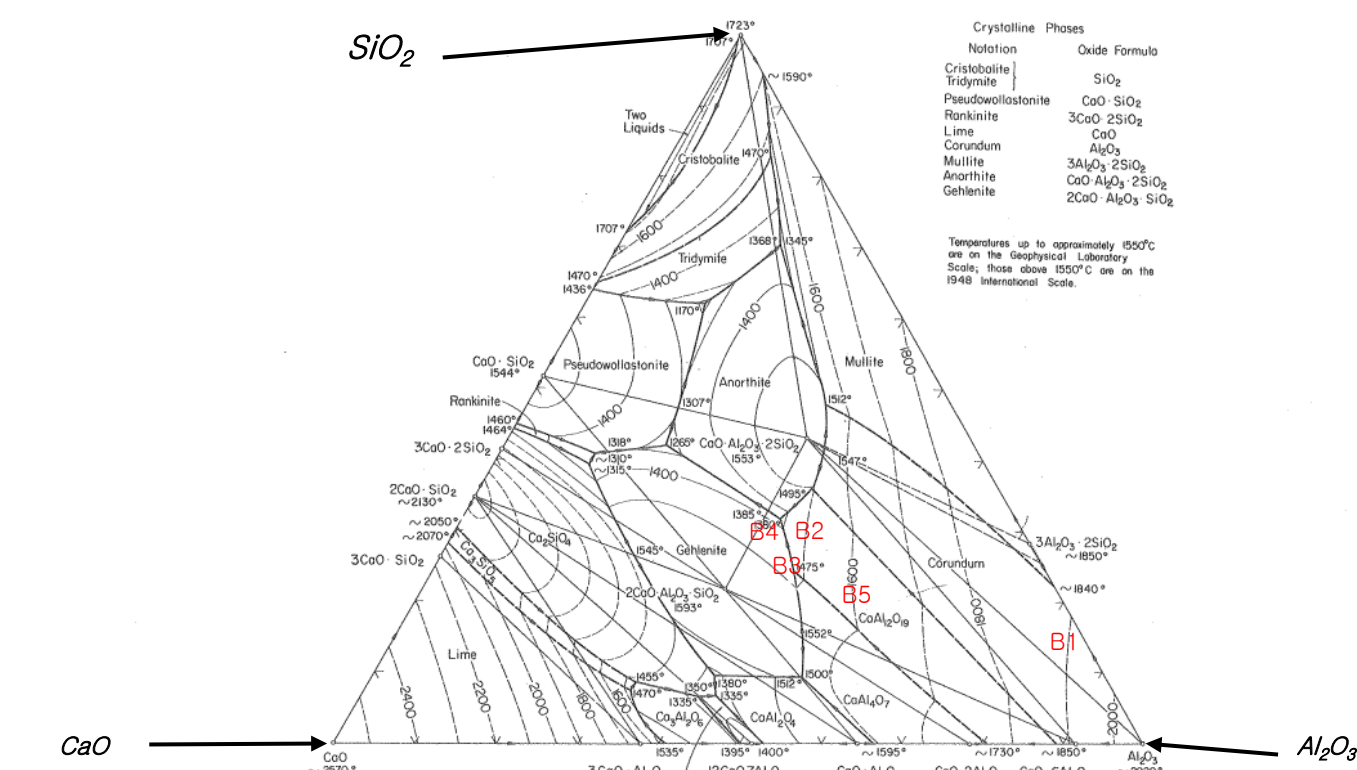 SiO2
1723°
1707°
~1590°
Crystalline Phases
Notation Oxide Formula
Cristobalite
Tridymite SiO2
Pseudowollastonite CaO·SiO2
Rankinite 3CaO·2SiO2
Lime CaO
Corundum Al2O3
Mullite 3Al2O3·2SiO2
Anorthite CaO·Al2O3·2SiO2
Gehlenite 2CaO·Al2O3·SiO2
Temperatures up to approximately 1550°C
are on the Geophysical Laboratory
Scale; those above 1550°C are on the
1948 International Scale.
Two
Liquids
Cristobalite 1470°
1707° 1600
1368° 1345°
Tridymite
1470° 1400
1436°
1170° 1400 1600
CaO·SiO2
1544°
Pseudowollastonite
Anorthite
Mullite
1800
Rankinite
1400
1307°
1512°
1460°
1464°
3CaO·2SiO2
1318°
1265°
CaO·Al2O3·2SiO2
1553°
~1310°
~1315°
1400
1547°
2CaO·SiO2
~2130°
1495°
~2050°
~2070°
1385°
1380°
B4
B2
3CaO·SiO2
Ca3SiO5
Ca2SiO4
1545°
Gehlenite
B3
1475°
1600
Corundum
3Al2O3·2SiO2
~1850°
~1840°
2CaO·Al2O3·SiO2
1593°
B5
CaAl2O19
1800
1552°
B1
Lime
1455°
1470°
1350°
1380°
1335°
1335°
1512°
1500°
2400
2200
2000
1800
1600
Ca3Al2O6
CaAl2O4
CaAl4O7
2000
CaO
CaO
1535°
1395°
1400°
~1595°
~1730°
~1850°
Al2O3
Al2O3